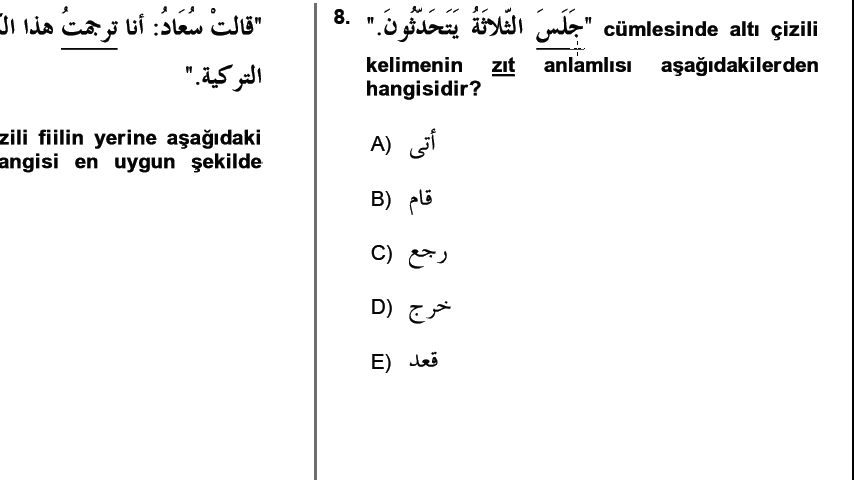 "قالتْ سُعَادُ: أنا ترجمتُ هذا
التركية."
zili fiilin yerine aşağıdaki
angisi en uygun şekilde
8. "جَلَسَ الثّلاثَةُ يَتَحَدَّثُونَ." cümlesinde altı çizili
kelimenin zıt anlamlısı aşağıdakilerden
hangisidir?
A) أتى
B) قام
C) رجع
D) خرج
E) قعد